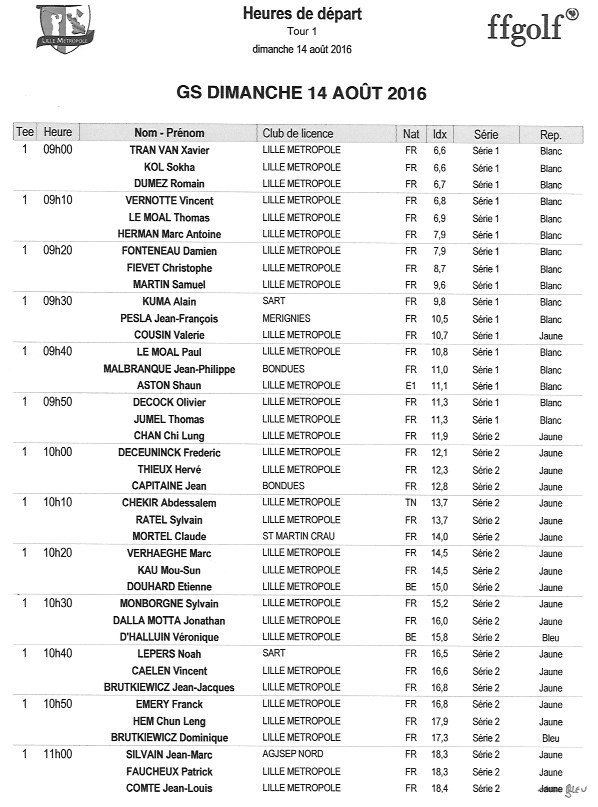 LILLE METROPOLE
Heures de départ
Tour 1
dimanche 14 août 2016
ffgolf
GS DIMANCHE 14 AOÛT 2016
Tee Heure Nom - Prénom Club de licence Nat Idx Série Rep.
1 09h00 TRAN VAN Xavier LILLE METROPOLE FR 6,6 Série 1 Blanc
KOL Sokha LILLE METROPOLE FR 6,6 Série 1 Blanc
DUMEZ Romain LILLE METROPOLE FR 6,7 Série 1 Blanc
1 09h10 VERNOTTE Vincent LILLE METROPOLE FR 6,8 Série 1 Blanc
LE MOAL Thomas LILLE METROPOLE FR 6,9 Série 1 Blanc
HERMAN Marc Antoine LILLE METROPOLE FR 7,9 Série 1 Blanc
1 09h20 FONTENEAU Damien LILLE METROPOLE FR 7,9 Série 1 Blanc
FIEVET Christophe LILLE METROPOLE FR 8,7 Série 1 Blanc
MARTIN Samuel LILLE METROPOLE FR 9,6 Série 1 Blanc
1 09h30 KUMA Alain SART FR 9,8 Série 1 Blanc
PESLA Jean-François MERIGNIES FR 10,5 Série 1 Blanc
COUSIN Valerie LILLE METROPOLE FR 10,7 Série 1 Jaune
1 09h40 LE MOAL Paul LILLE METROPOLE FR 10,8 Série 1 Blanc
MALBRANQUE Jean-Philippe BONDUES FR 11,0 Série 1 Blanc
ASTON Shaun LILLE METROPOLE E1 11,1 Série 1 Blanc
1 09h50 DECOCK Olivier LILLE METROPOLE FR 11,3 Série 1 Blanc
JUMEL Thomas LILLE METROPOLE FR 11,3 Série 1 Blanc
CHAN Chi Lung LILLE METROPOLE FR 11,9 Série 2 Jaune
1 10h00 DECEUNINCK Frederic LILLE METROPOLE FR 12,1 Série 2 Jaune
THIEUX Hervé LILLE METROPOLE FR 12,3 Série 2 Jaune
CAPITAINE Jean BONDUES FR 12,8 Série 2 Jaune
1 10h10 CHEKIR Abdessalem LILLE METROPOLE TN 13,7 Série 2 Jaune
RATEL Sylvain LILLE METROPOLE FR 13,7 Série 2 Jaune
MORTEL Claude ST MARTIN CRAU FR 14,0 Série 2 Jaune
1 10h20 VERHAEGHE Marc LILLE METROPOLE FR 14,5 Série 2 Jaune
KAU Mou-Sun LILLE METROPOLE FR 14,5 Série 2 Jaune
DOUHARD Etienne LILLE METROPOLE BE 15,0 Série 2 Jaune
1 10h30 MONBORGNE Sylvain LILLE METROPOLE FR 15,2 Série 2 Jaune
DALLA MOTTA Jonathan LILLE METROPOLE FR 16,0 Série 2 Jaune
D'HALLUIN Véronique LILLE METROPOLE BE 15,8 Série 2 Bleu
1 10h40 LEPERS Noah SART FR 16,5 Série 2 Jaune
CAELEN Vincent LILLE METROPOLE FR 16,6 Série 2 Jaune
BRUTKIEWICZ Jean-Jacques LILLE METROPOLE FR 16,8 Série 2 Jaune
1 10h50 EMERY Franck LILLE METROPOLE FR 16,8 Série 2 Jaune
HEM Chun Leng LILLE METROPOLE FR 17,9 Série 2 Jaune
BRUTKIEWICZ Dominique LILLE METROPOLE FR 17,3 Série 2 Bleu
1 11h00 SILVAIN Jean-Marc AGJSEP NORD FR 18,3 Série 2 Jaune
FAUCHEUX Patrick LILLE METROPOLE FR 18,3 Série 2 Jaune
COMTE Jean-Louis LILLE METROPOLE FR 18,4 Série 2 Jaune BLEU